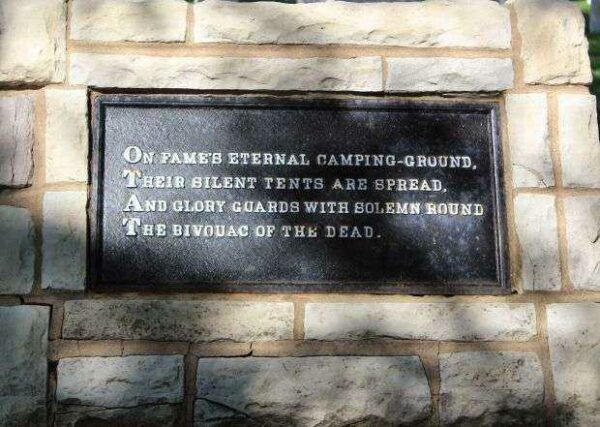 ON FAME'S ETERNAL CAMPING-GROUND,
THEIR SILENT TENTS ARE SPREAD,
AND GLORY GUARDS WITH SOLEMN ROUND
THE BIVOUAC OF THE DEAD.